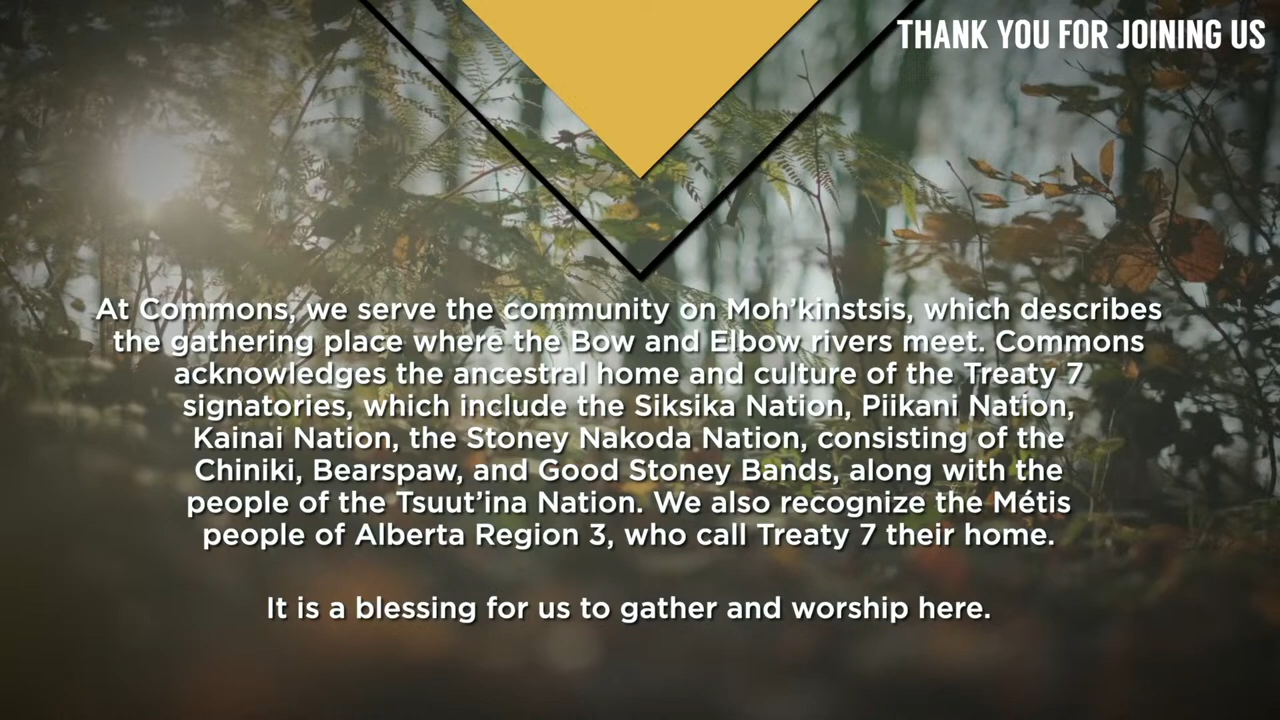 THANK YOU FOR JOINING US
At Commons, we serve the community on Moh’kinstsis, which describes
the gathering place where the Bow and Elbow rivers meet. Commons
acknowledges the ancestral home and culture of the Treaty 7
signatories, which include the Siksika Nation, Piikani Nation,
Kainai Nation, the Stoney Nakoda Nation, consisting of the
Chiniki, Bearspaw, and Good Stoney Bands, along with the
people of the Tsuut’ina Nation. We also recognize the Métis
people of Alberta Region 3, who call Treaty 7 their home.
It is a blessing for us to gather and worship here.